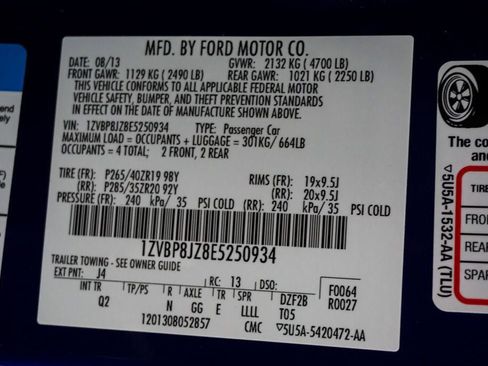 MFD. BY FORD MOTOR CO.
DATE: 08/13 GVWR: 2132 KG (4700 LB)
FRONT GAWR: 1129 KG (2490 LB) REAR GAWR: 1021 KG (2250 LB)
THIS VEHICLE CONFORMS TO ALL APPLICABLE FEDERAL MOTOR
VEHICLE SAFETY, BUMPER, AND THEFT PREVENTION STANDARDS
IN EFFECT ON THE DATE OF MANUFACTURE SHOWN ABOVE.
VIN: 1ZVBP8JZ8E5250934 TYPE: Passenger Car
MAXIMUM LOAD = OCCUPANTS + LUGGAGE = 301KG/ 664LB
OCCUPANTS = 4 TOTAL; 2 FRONT, 2 REAR
TIRE (FR): P265/40ZR19 98Y RIMS (FR): 19x9.5J
(RR): P285/35ZR20 92Y (RR): 20x9.5J
PRESSURE (FR): 240 kPa/ 35 PSI COLD (RR): 240 kPa/ 35 PSI COLD
1ZVBP8JZ8E5250934
TRAILER TOWING - SEE OWNER GUIDE
EXT PNT: J4 RC: 13 DSO: F0064
INT TR TP/PS R AXLE TR SPR DZF2B R0027
Q2 N GG E LLLL T05
1201308052857 CMC ▽5U5A-5420472-AA
The co
and
TIRE
FRO
REAR
SPAR
▽5U5A-1532-AA (TLU)
end
ely